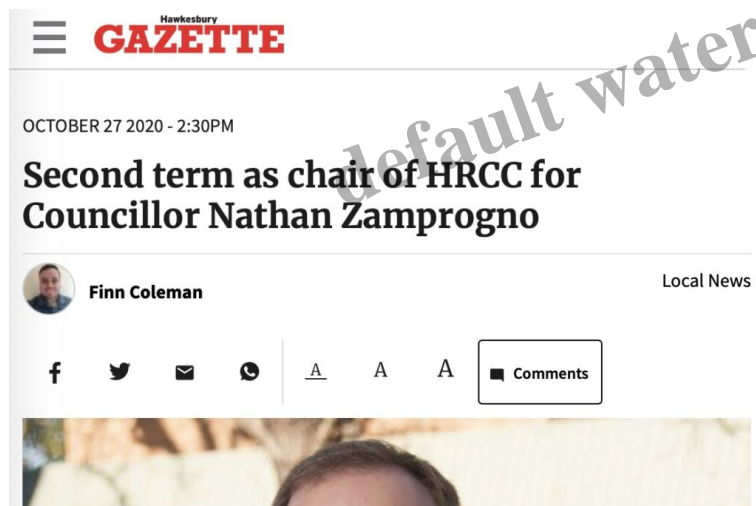 Hawkesbury
GAZETTE
default water
OCTOBER 27 2020 - 2:30PM
Second term as chair of HRCC for
Councillor Nathan Zamprogno
Finn Coleman
Local News
A A A Comments